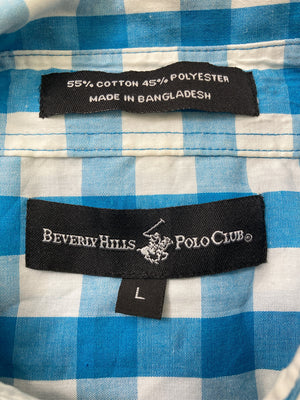 55% COTTON 45% POLYESTER
MADE IN BANGLADESH
BEVERLY HILLS POLO CLUB®
L